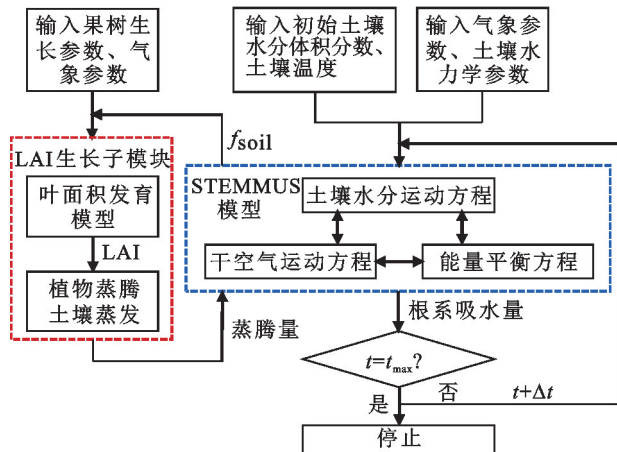 输入果树生
长参数、气
象参数
输入初始土壤
水分体积分数、
土壤温度
输入气象参
数、土壤水
力学参数
fsoil
LAI生长子模块
叶面积发育
模型
LAI
植物蒸腾
土壤蒸发
STEMMUS
模型
土壤水分运动方程
干空气运动方程
能量平衡方程
蒸腾量
根系吸水量
t=tmax?
是
否
t+Δt
停止